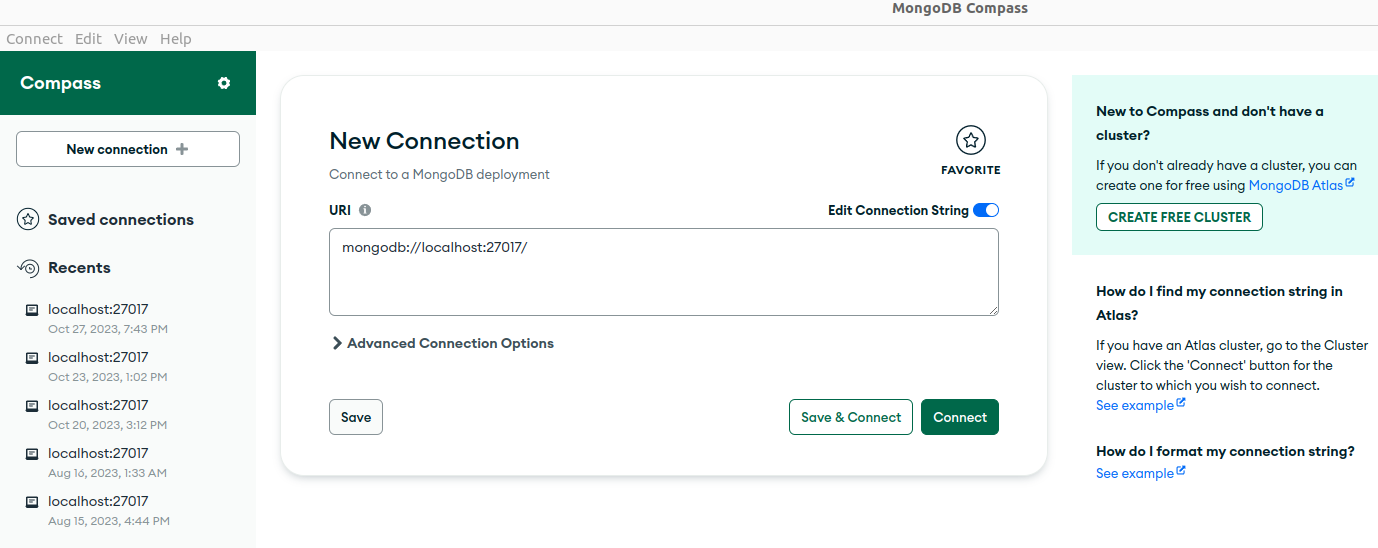 MongoDB Compass
Connect Edit View Help
Compass
New connection
Saved connections
Recents
localhost:27017
Oct 27, 2023, 7:43 PM
localhost:27017
Oct 23, 2023, 1:02 PM
localhost:27017
Oct 20, 2023, 3:12 PM
localhost:27017
Aug 16, 2023, 1:33 AM
localhost:27017
Aug 15, 2023, 4:44 PM
New Connection
Connect to a MongoDB deployment
FAVORITE
URI
Edit Connection String
mongodb://localhost:27017/
Advanced Connection Options
Save
Save & Connect
Connect
New to Compass and don't have a
cluster?
If you don't already have a cluster, you can
create one for free using MongoDB Atlas
CREATE FREE CLUSTER
How do I find my connection string in
Atlas?
If you have an Atlas cluster, go to the Cluster
view. Click the 'Connect' button for the
cluster to which you wish to connect.
See example
How do I format my connection string?
See example